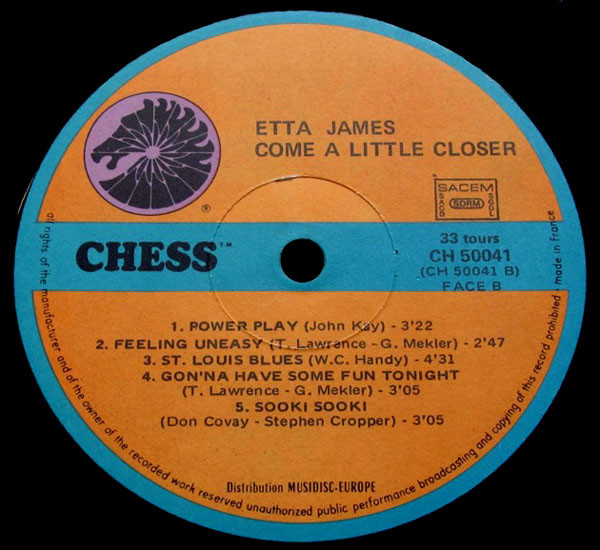 ETTA JAMES
COME A LITTLE CLOSER
®
SACEM
SACD
SDRM
SGDL
CHESS™
33 tours
CH 50041
(CH 50041 B)
FACE B
1. POWER PLAY (John Kay) - 3'22
2. FEELING UNEASY (T. Lawrence - G. Mekler) - 2'47
3. ST. LOUIS BLUES (W.C. Handy) - 4'31
4. GON'NA HAVE SOME FUN TONIGHT
(T. Lawrence - G. Mekler) - 3'05
5. SOOKI SOOKI
(Don Covay - Stephen Cropper) - 3'05
Distribution MUSIDISC-EUROPE
all rights of the manufacturer and of the owner of the recorded work reserved unauthorized public performance broadcasting and copying of this record prohibited - made in France